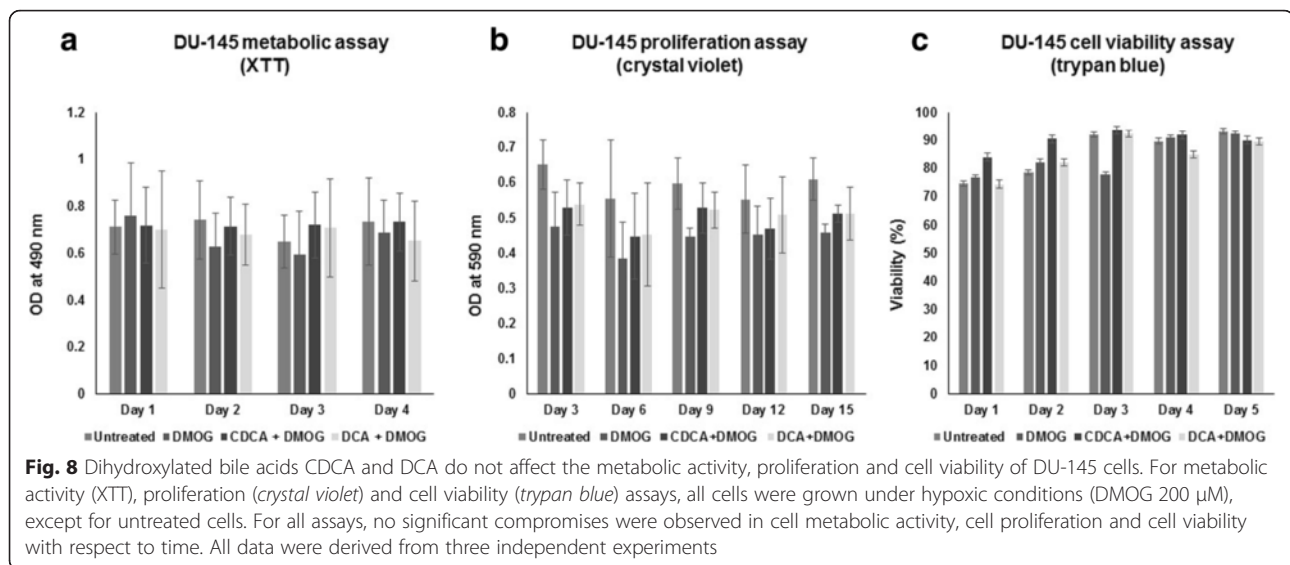 a
DU-145 metabolic assay
(XTT)
OD at 490 nm
1.2
1
0.8
0.6
0.4
0.2
0
Day 1 Day 2 Day 3 Day 4
Untreated DMOG CDCA + DMOG DCA + DMOG
b
DU-145 proliferation assay
(crystal violet)
OD at 590 nm
0.8
0.7
0.6
0.5
0.4
0.3
0.2
0.1
0
Day 3 Day 6 Day 9 Day 12 Day 15
Untreated DMOG CDCA+DMOG DCA+DMOG
c
DU-145 cell viability assay
(trypan blue)
Viability (%)
100
90
80
70
60
50
40
30
20
10
0
Day 1 Day 2 Day 3 Day 4 Day 5
Untreated DMOG CDCA+DMOG DCA+DMOG
Fig. 8 Dihydroxylated bile acids CDCA and DCA do not affect the metabolic activity, proliferation and cell viability of DU-145 cells. For metabolic
activity (XTT), proliferation (crystal violet) and cell viability (trypan blue) assays, all cells were grown under hypoxic conditions (DMOG 200 μM),
except for untreated cells. For all assays, no significant compromises were observed in cell metabolic activity, cell proliferation and cell viability
with respect to time. All data were derived from three independent experiments